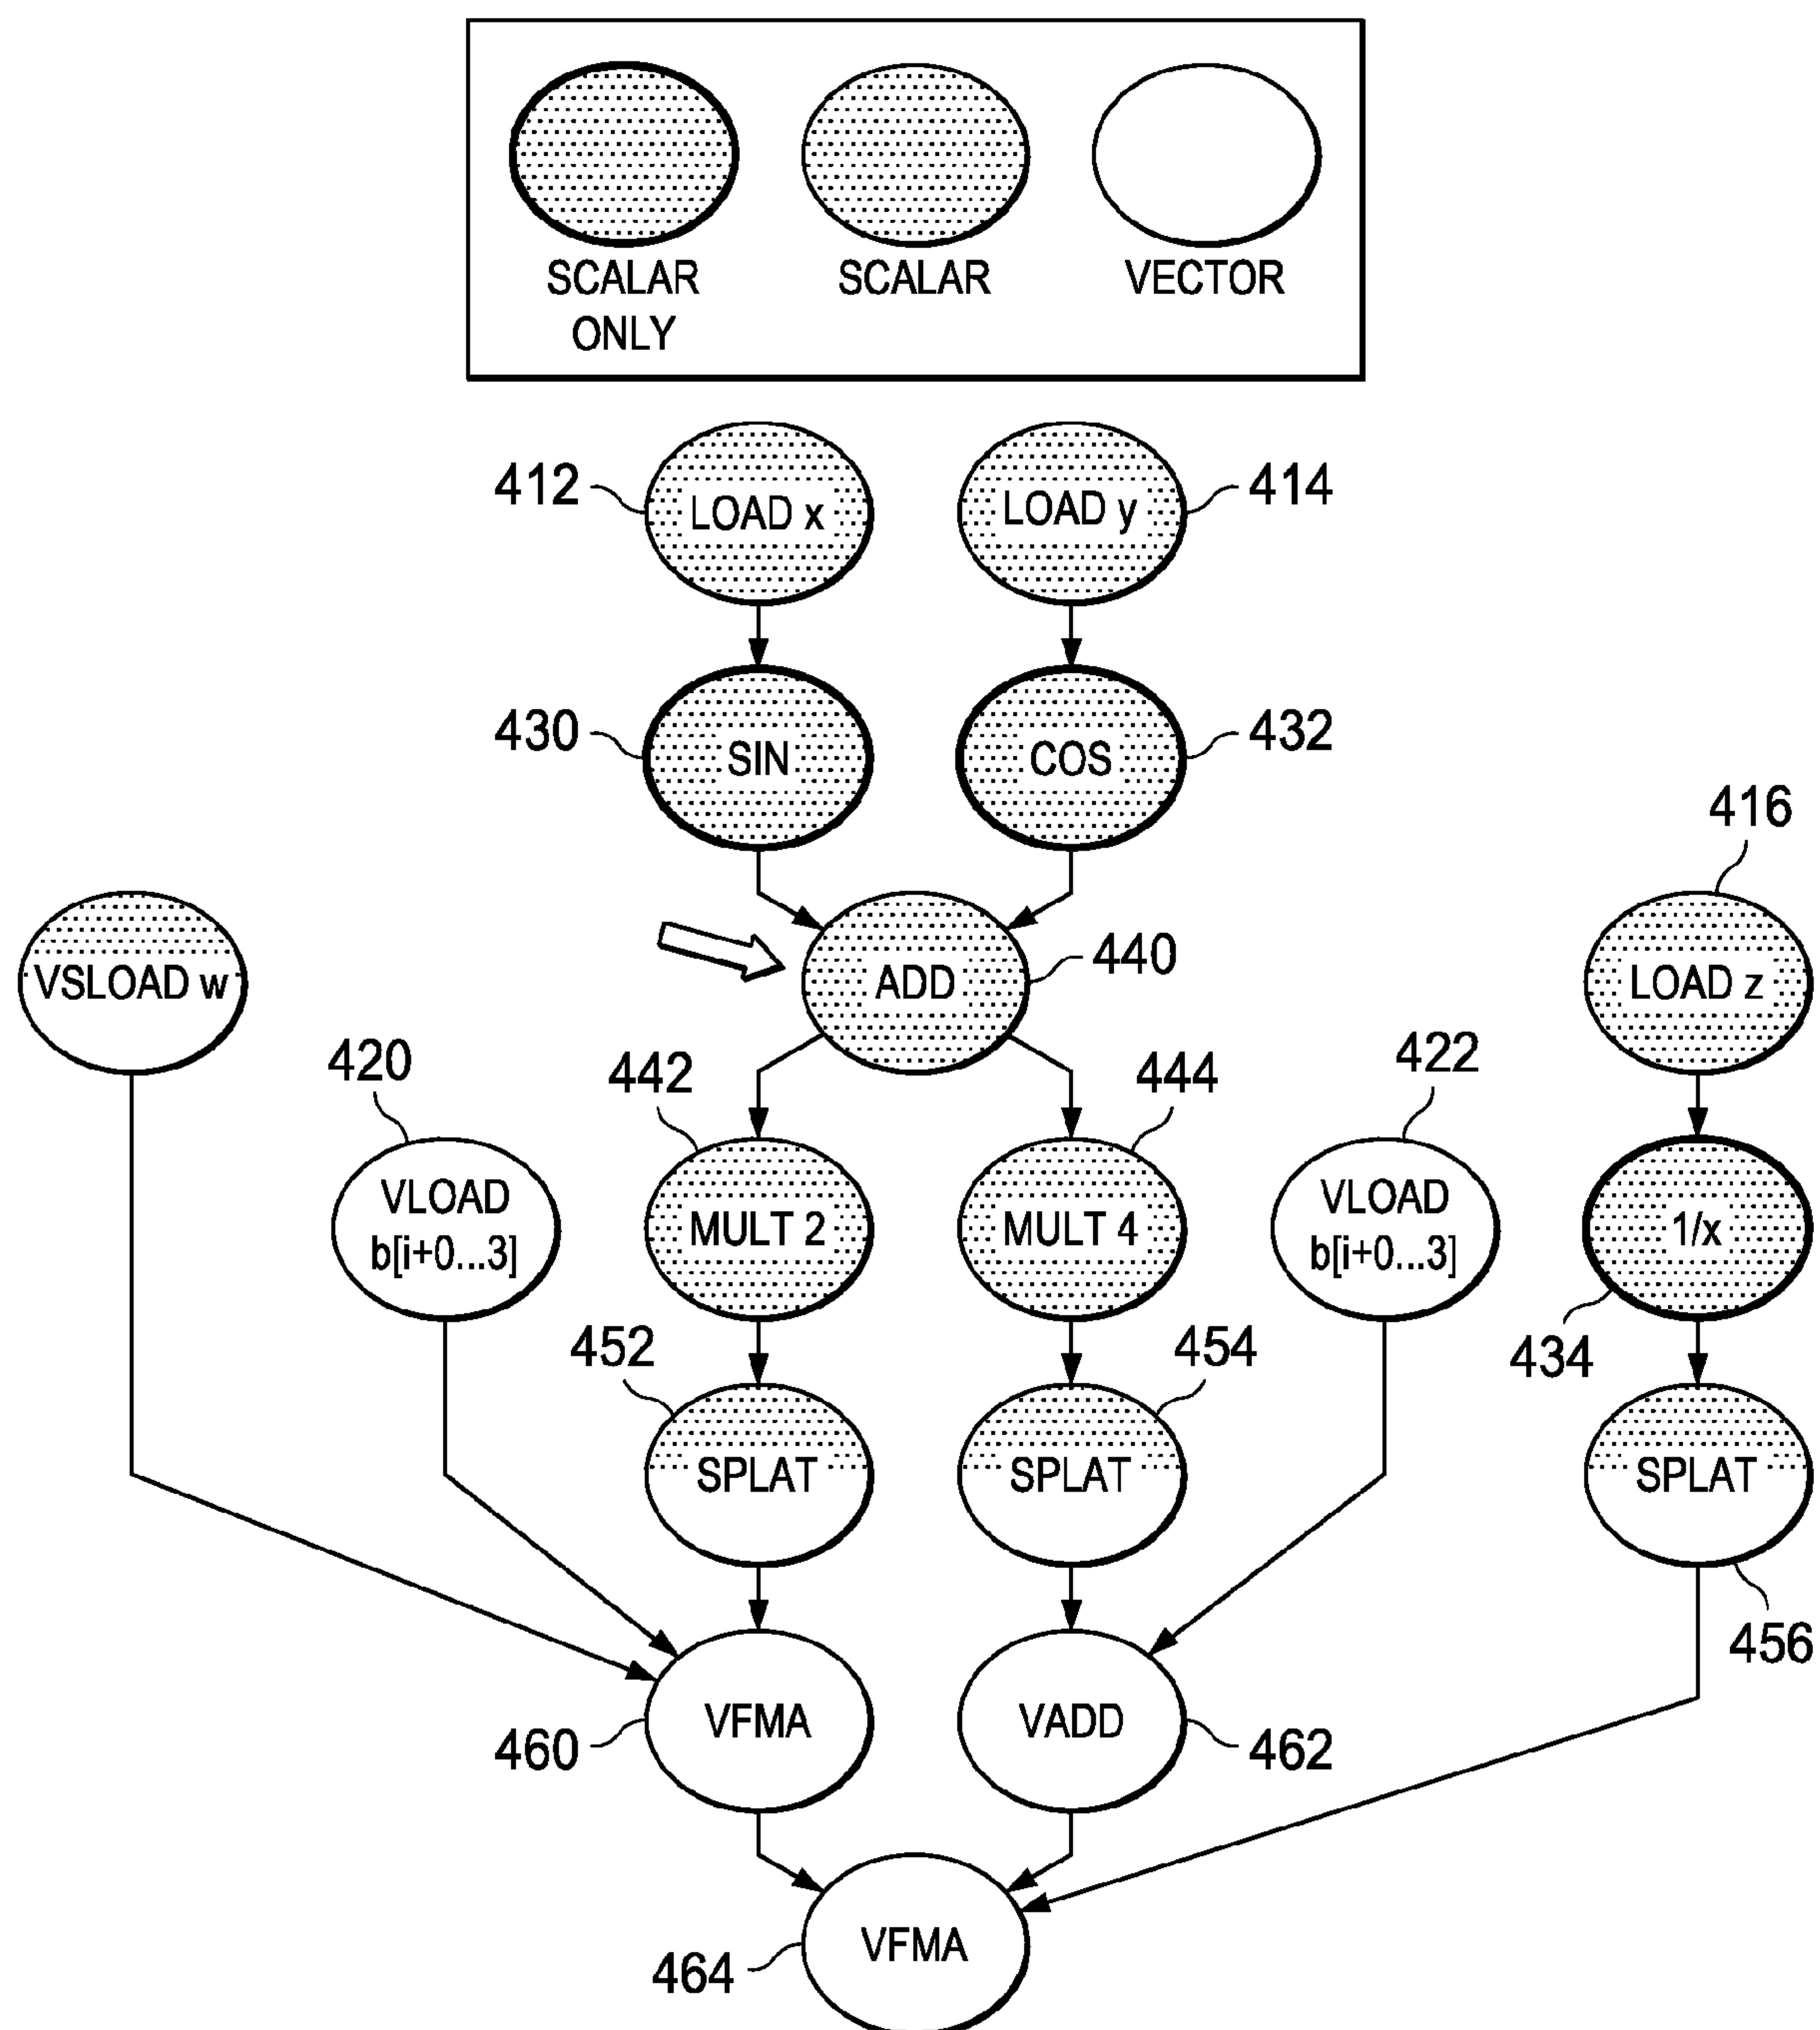 SCALAR
ONLY
SCALAR
VECTOR
412
LOAD x
LOAD y
414
430
SIN
COS
432
416
VSLOAD w
ADD
440
LOAD z
420
442
444
422
VLOAD
b[i+0...3]
MULT 2
MULT 4
VLOAD
b[i+0...3]
1/x
434
452
SPLAT
454
SPLAT
SPLAT
456
460
VFMA
VADD
462
464
VFMA